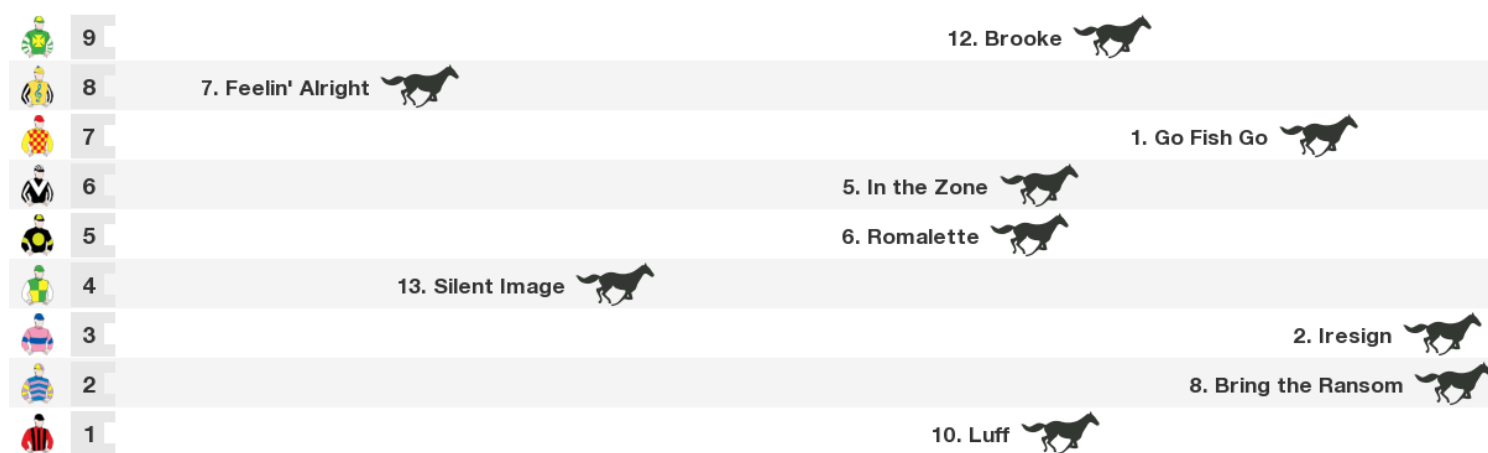 9 12. Brooke
8 7. Feelin' Alright
7 1. Go Fish Go
6 5. In the Zone
5 6. Romalette
4 13. Silent Image
3 2. Iresign
2 8. Bring the Ransom
1 10. Luff